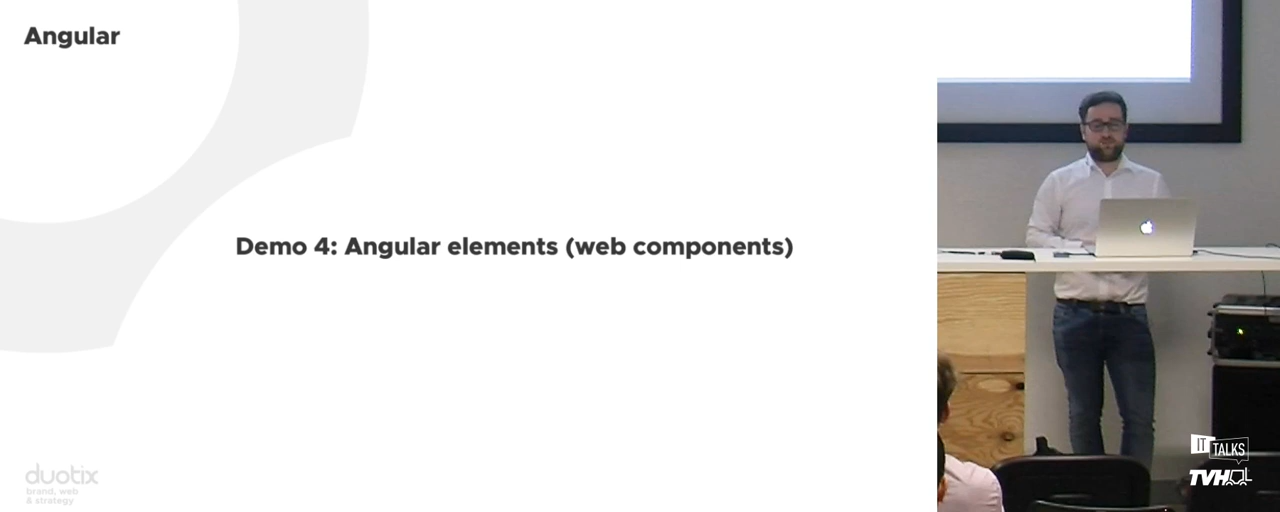 Angular
Demo 4: Angular elements (web components)
duotix
brand, web
& strategy
IT
TALKS
TVH